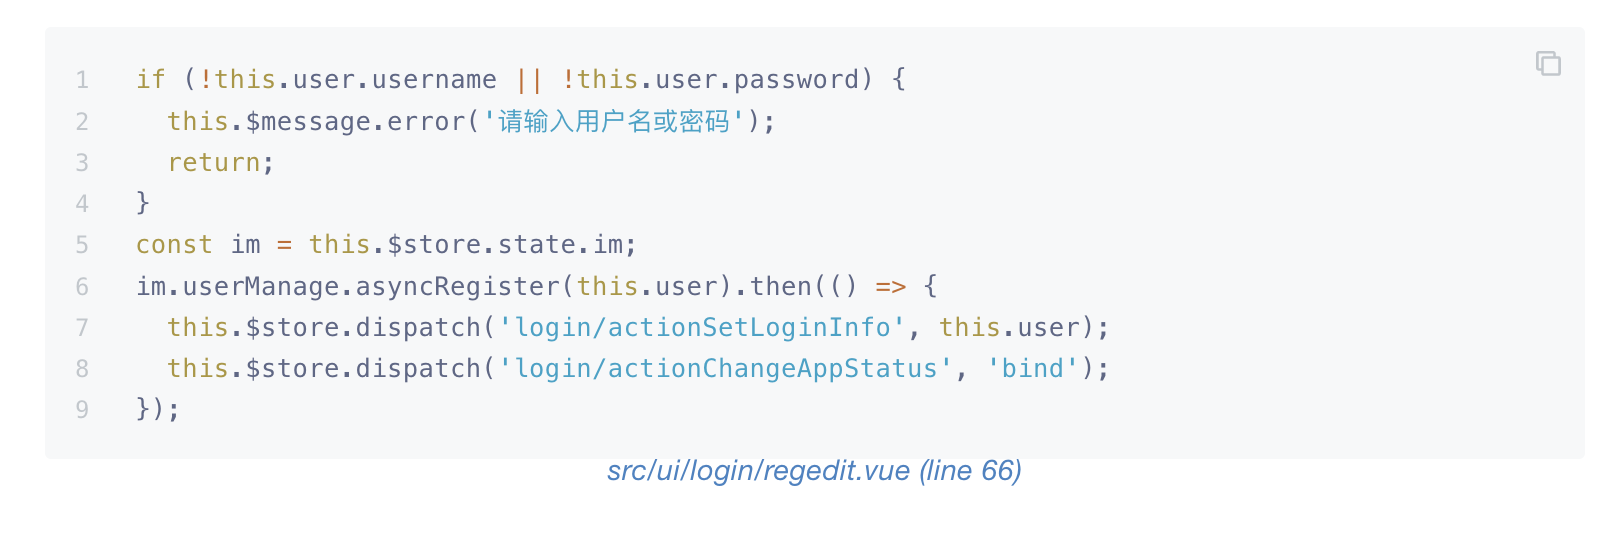 1 if (!this.user.username || !this.user.password) {
2   this.$message.error('请输入用户名或密码');
3   return;
4 }
5 const im = this.$store.state.im;
6 im.userManage.asyncRegister(this.user).then(() => {
7   this.$store.dispatch('login/actionSetLoginInfo', this.user);
8   this.$store.dispatch('login/actionChangeAppStatus', 'bind');
9 });
src/ui/login/regedit.vue (line 66)